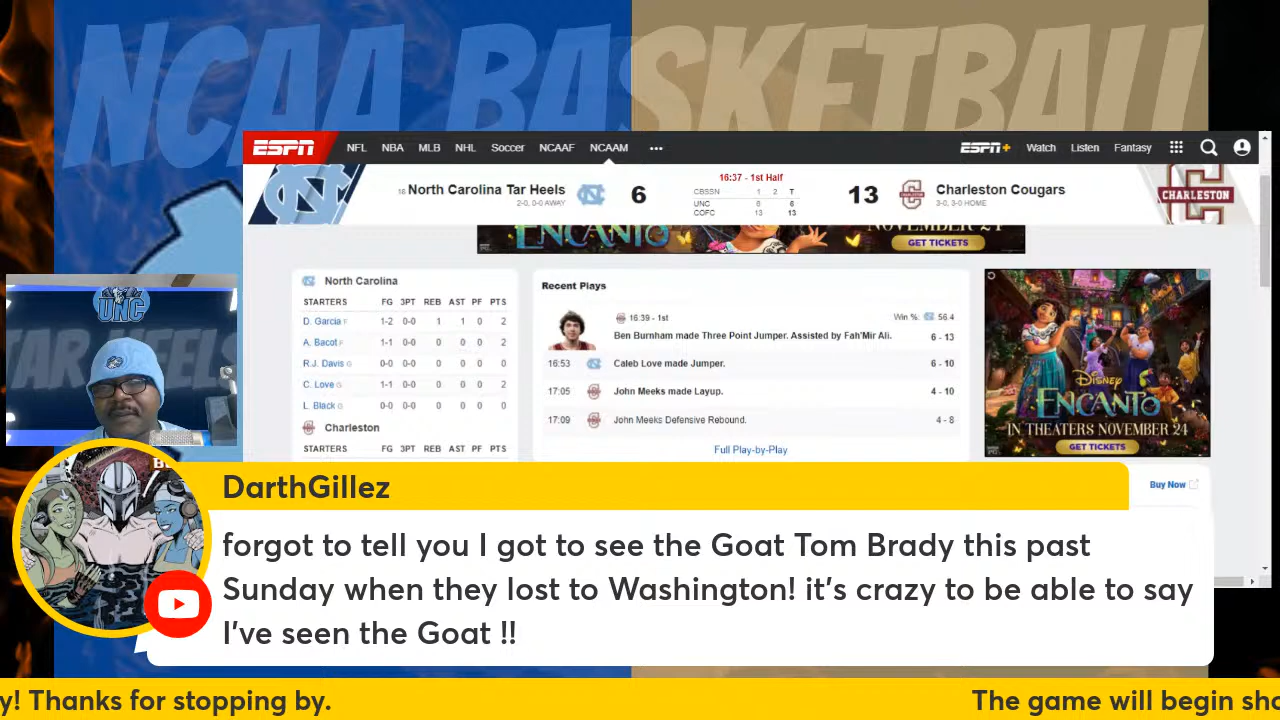 NCAA BASKETBALL
ESPN NFL NBA MLB NHL Soccer NCAAF NCAAM ••• ESPN+ Watch Listen Fantasy
16 North Carolina Tar Heels 6 13 Charleston Cougars
2-0, 0-0 AWAY 3-0, 3-0 HOME
16:37 - 1st Half
CBSSN 1 2 T
UNC 6 6
COFC 13 13
CHARLESTON
ENCANTO NOVEMBER 24
GET TICKETS
North Carolina
STARTERS FG 3PT REB AST PF PTS
D. Garcia F 1-2 0-0 1 1 0 2
A. Bacot F 1-1 0-0 0 0 0 2
R.J. Davis G 0-0 0-0 0 0 0 0
C. Love G 1-1 0-0 0 0 0 2
L. Black G 0-0 0-0 0 0 0 0
Charleston
STARTERS FG 3PT REB AST PF PTS
Recent Plays
16:39 - 1st Win %: 56.4
Ben Burnham made Three Point Jumper. Assisted by Fah'Mir Ali. 6 - 13
16:53 Caleb Love made Jumper. 6 - 10
17:05 John Meeks made Layup. 4 - 10
17:09 John Meeks Defensive Rebound. 4 - 8
Full Play-by-Play
Disney
ENCANTO
IN THEATERS NOVEMBER 24
GET TICKETS
Buy Now
UNC
TAR HEELS
DarthGillez
forgot to tell you I got to see the Goat Tom Brady this past
Sunday when they lost to Washington! it's crazy to be able to say
I've seen the Goat !!
y! Thanks for stopping by. The game will begin sho